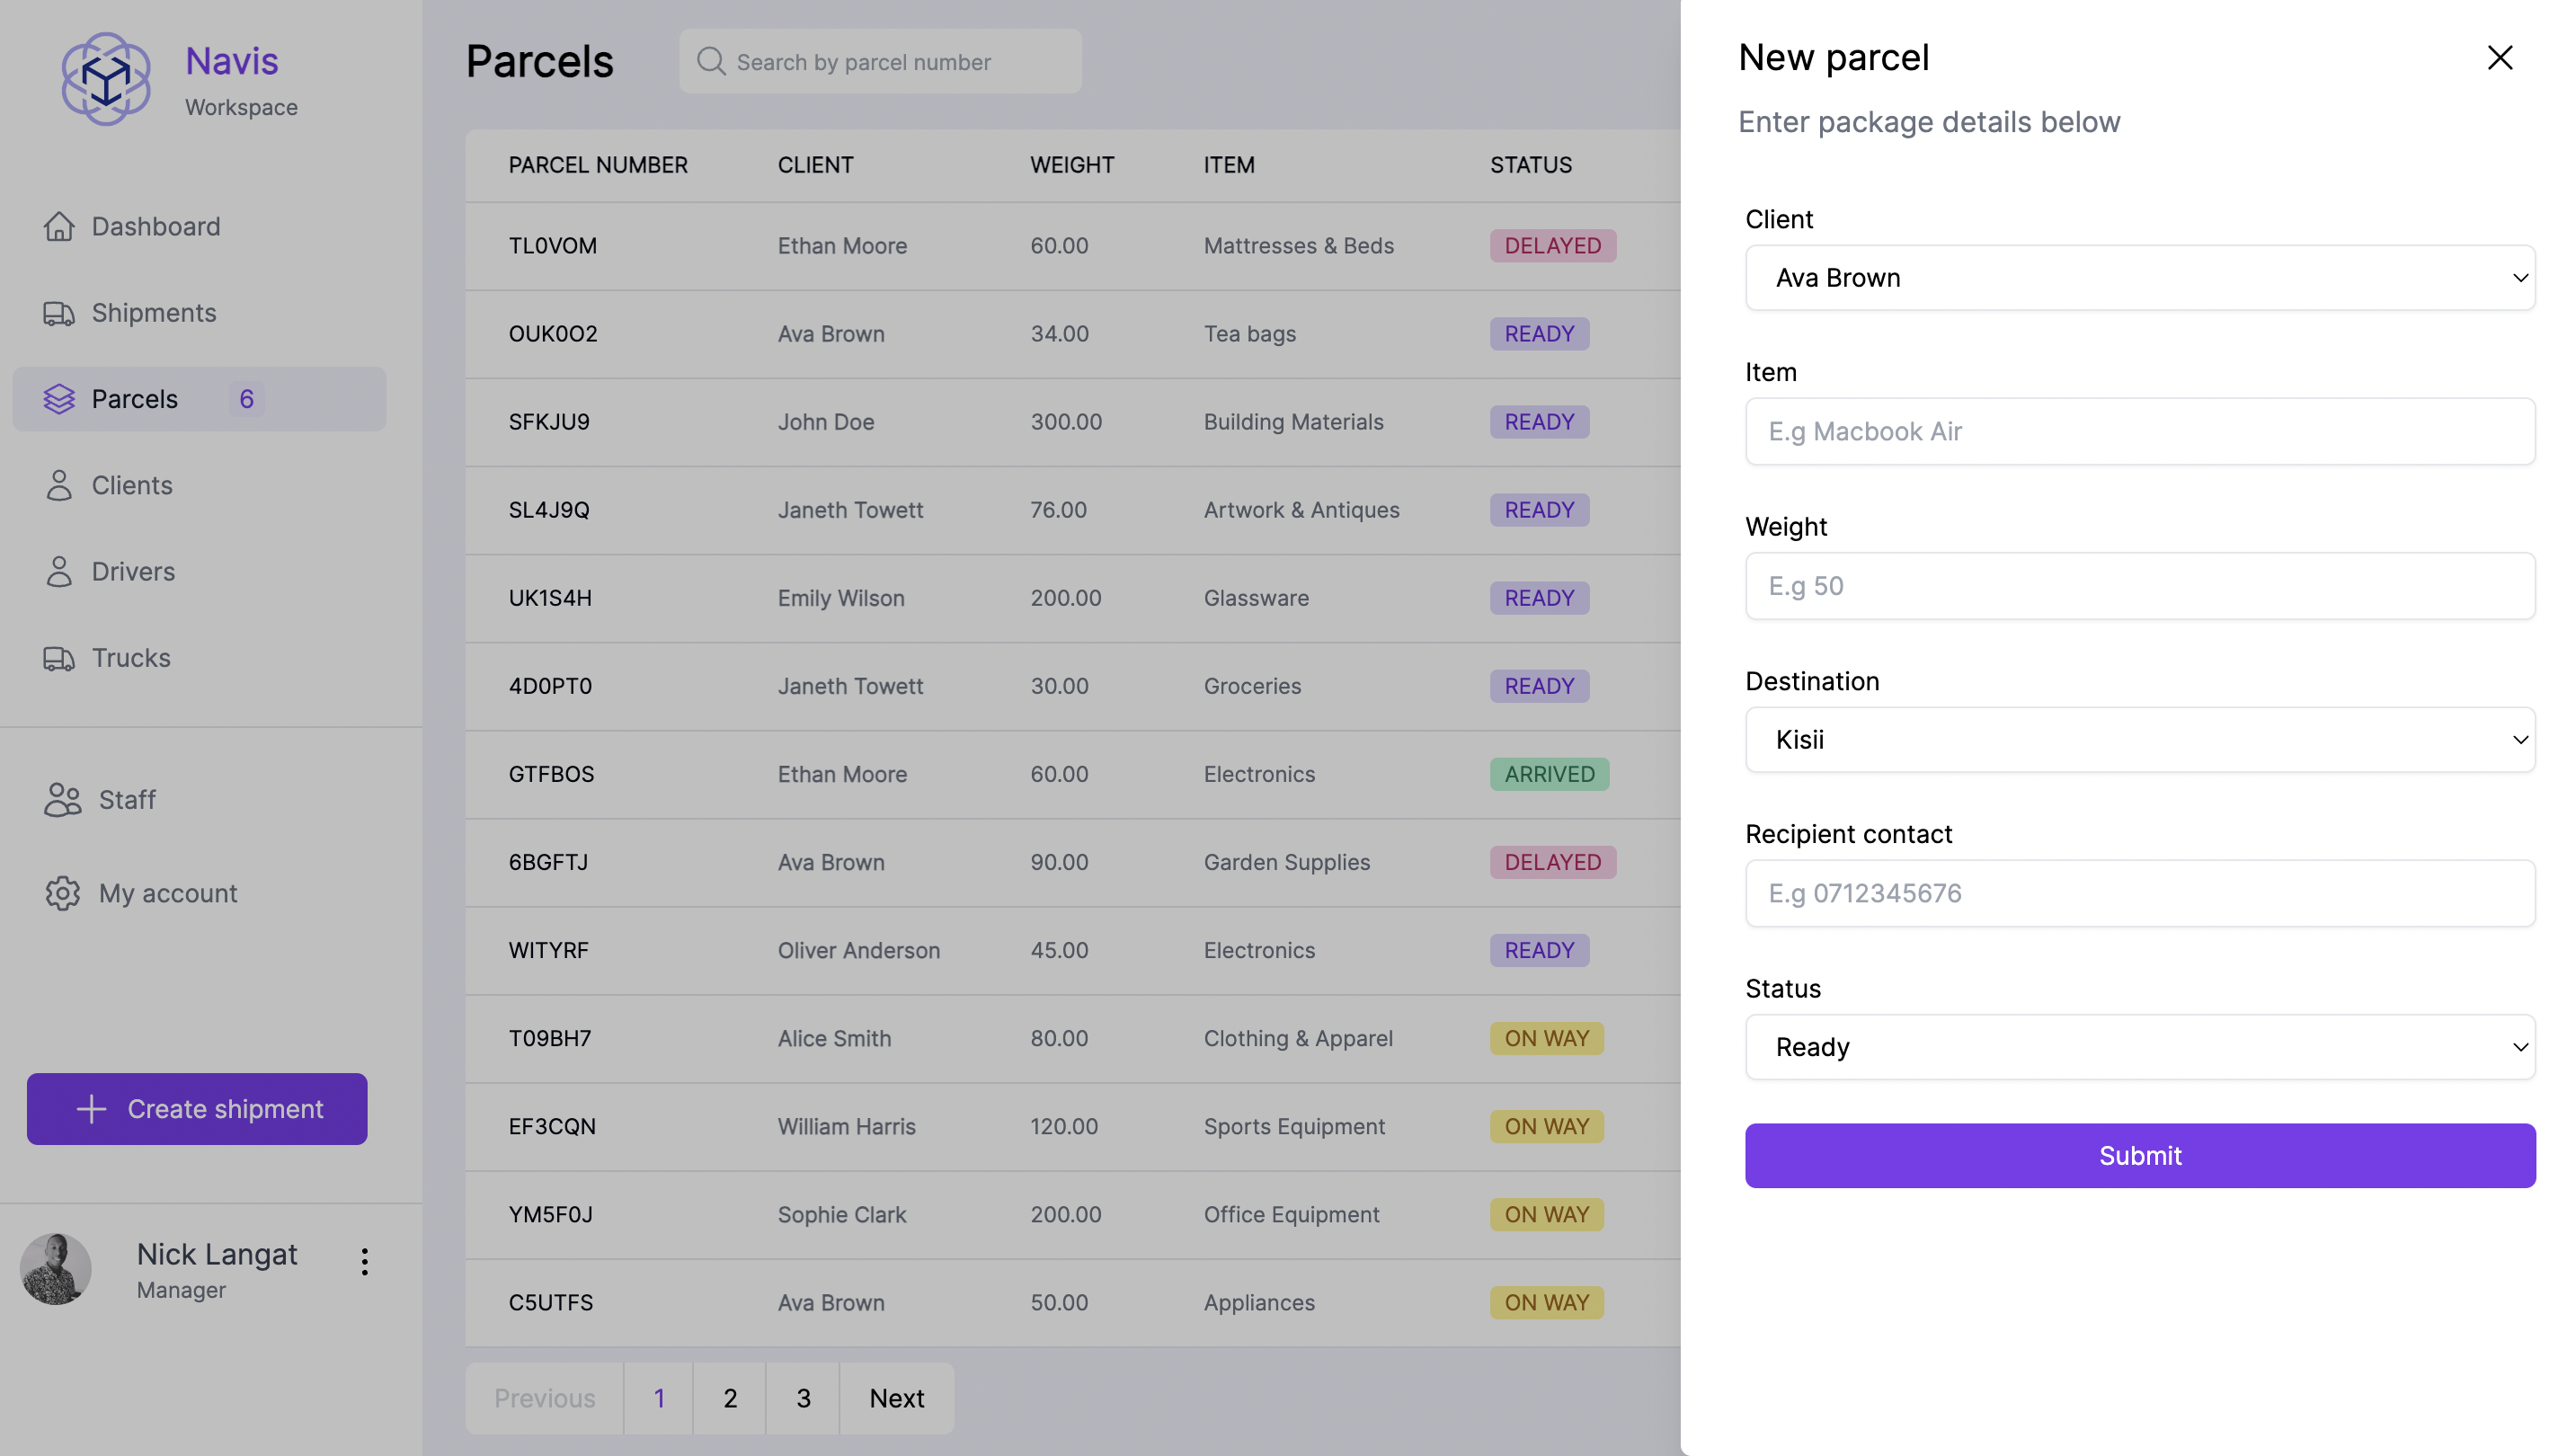 Navis
Workspace
Dashboard
Shipments
Parcels 6
Clients
Drivers
Trucks
Staff
My account
Create shipment
Nick Langat
Manager
Parcels
Search by parcel number
PARCEL NUMBER CLIENT WEIGHT ITEM STATUS
TL0VOM Ethan Moore 60.00 Mattresses & Beds DELAYED
OUK0O2 Ava Brown 34.00 Tea bags READY
SFKJU9 John Doe 300.00 Building Materials READY
SL4J9Q Janeth Towett 76.00 Artwork & Antiques READY
UK1S4H Emily Wilson 200.00 Glassware READY
4D0PT0 Janeth Towett 30.00 Groceries READY
GTFBOS Ethan Moore 60.00 Electronics ARRIVED
6BGFTJ Ava Brown 90.00 Garden Supplies DELAYED
WITYRF Oliver Anderson 45.00 Electronics READY
T09BH7 Alice Smith 80.00 Clothing & Apparel ON WAY
EF3CQN William Harris 120.00 Sports Equipment ON WAY
YM5F0J Sophie Clark 200.00 Office Equipment ON WAY
C5UTFS Ava Brown 50.00 Appliances ON WAY
Previous 1 2 3 Next
New parcel
Enter package details below
Client
Ava Brown
Item
E.g Macbook Air
Weight
E.g 50
Destination
Kisii
Recipient contact
E.g 0712345676
Status
Ready
Submit